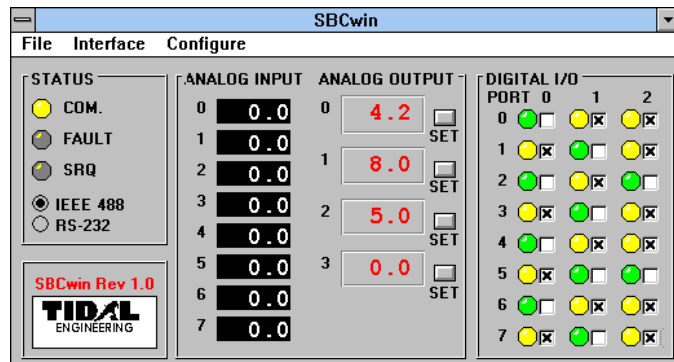 SBCwin
File Interface Configure
STATUS
COM.
FAULT
SRQ
IEEE 488
RS-232
SBCwin Rev 1.0
TIDAL
ENGINEERING
ANALOG INPUT
0 0.0
1 0.0
2 0.0
3 0.0
4 0.0
5 0.0
6 0.0
7 0.0
ANALOG OUTPUT
0 4.2
SET
1 8.0
SET
2 5.0
SET
3 0.0
SET
DIGITAL I/O
PORT 0 1 2
0
1
2
3
4
5
6
7